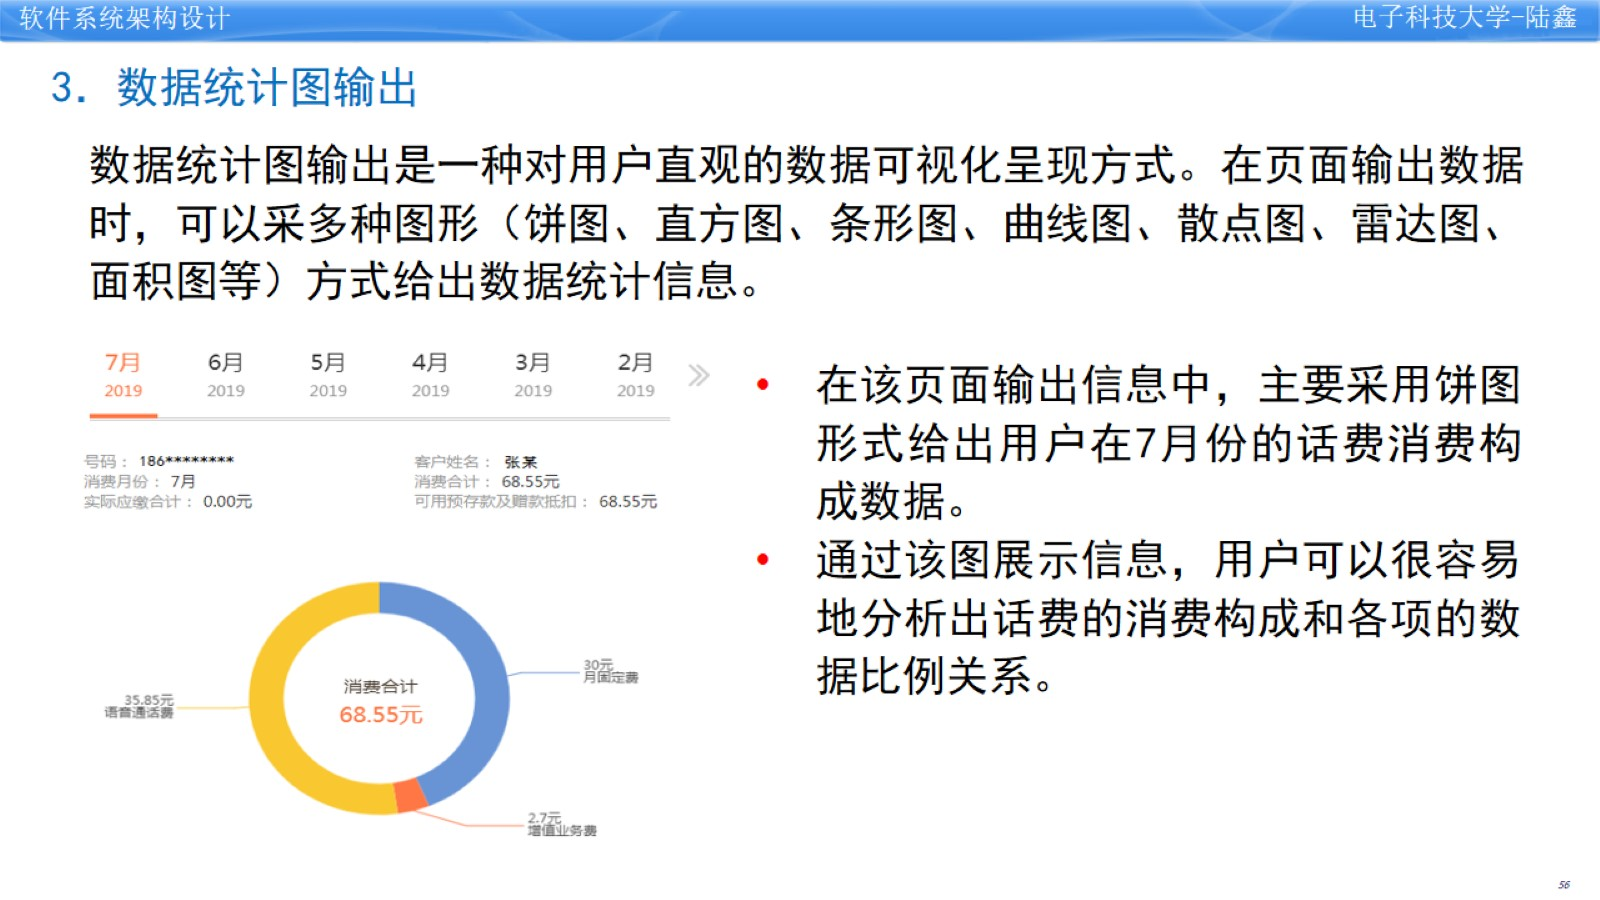 软件系统架构设计
电子科技大学-陆鑫
3. 数据统计图输出
数据统计图输出是一种对用户直观的数据可视化呈现方式。在页面输出数据
时，可以采多种图形（饼图、直方图、条形图、曲线图、散点图、雷达图、
面积图等）方式给出数据统计信息。
7月 6月 5月 4月 3月 2月
2019 2019 2019 2019 2019 2019
号码： 186******** 客户姓名： 张某
消费月份： 7月 消费合计： 68.55元
实际应缴合计： 0.00元 可用预存款及赠款抵扣： 68.55元
30元
月固定费
消费合计
68.55元
35.85元
语音通话费
2.7元
增值业务费
• 在该页面输出信息中，主要采用饼图
形式给出用户在7月份的话费消费构
成数据。
• 通过该图展示信息，用户可以很容易
地分析出话费的消费构成和各项的数
据比例关系。
56